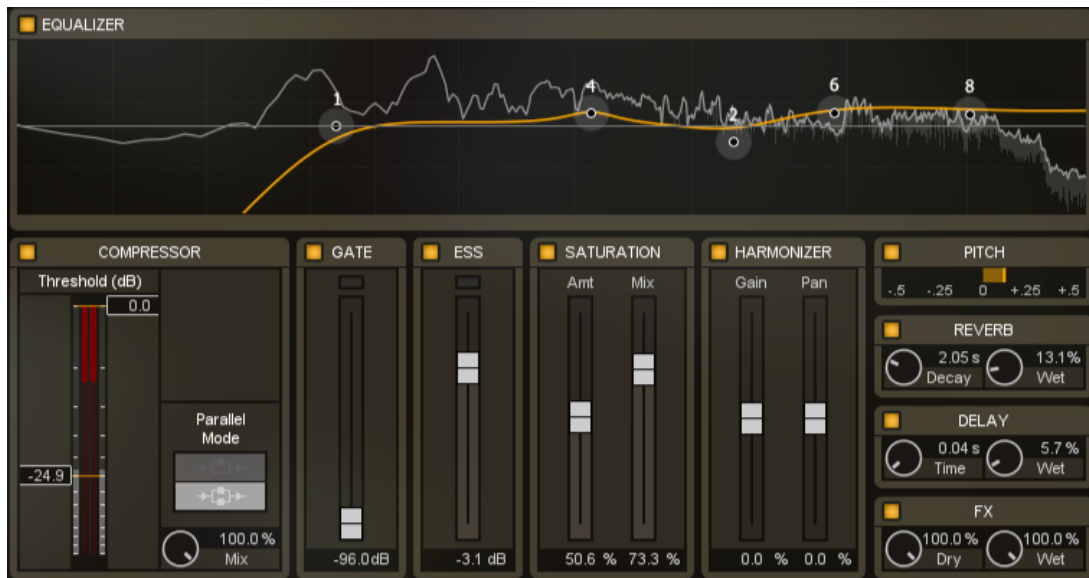 EQUALIZER
1 4 2 6 8
COMPRESSOR
Threshold (dB)
0.0
-24.9
Parallel
Mode
100.0 %
Mix
GATE
-96.0dB
ESS
-3.1 dB
SATURATION
Amt Mix
50.6 % 73.3 %
HARMONIZER
Gain Pan
0.0 % 0.0 %
PITCH
-.5 -.25 0 +.25 +.5
REVERB
2.05 s 13.1%
Decay Wet
DELAY
0.04 s 5.7 %
Time Wet
FX
100.0 % 100.0 %
Dry Wet